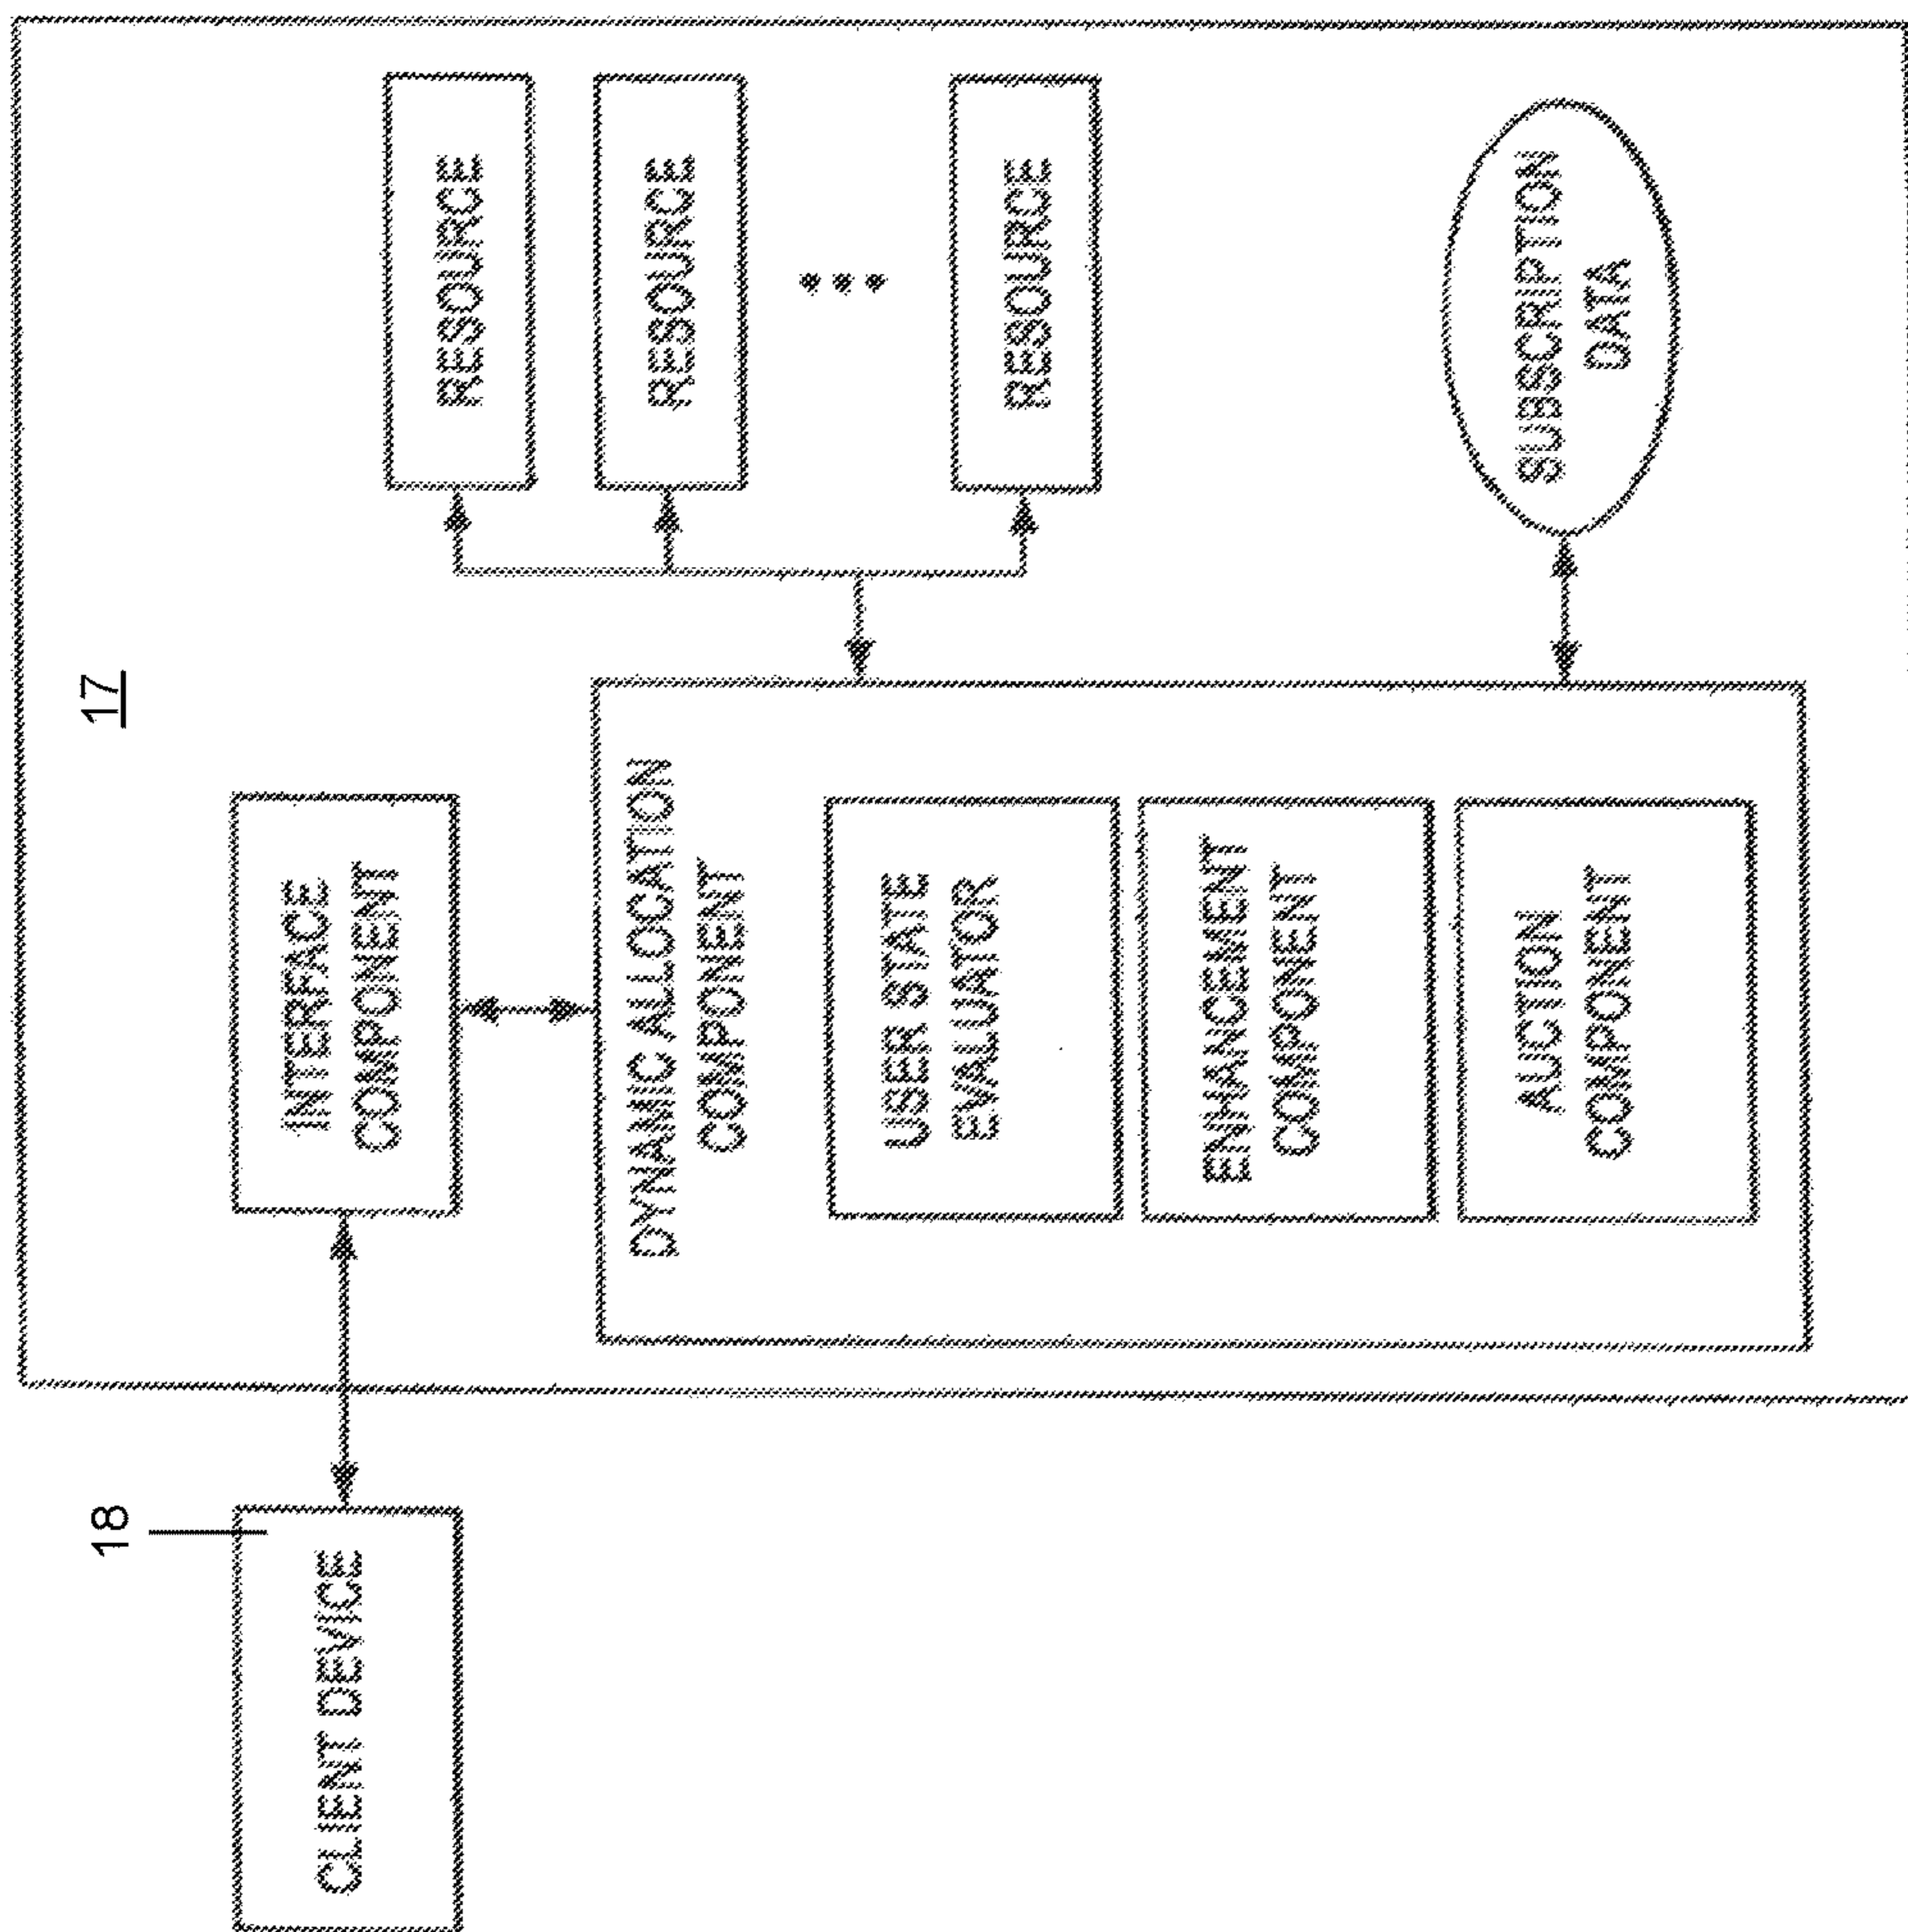 17
18
CLIENT DEVICE
INTERFACE
COMPONENT
RESOURCE
RESOURCE
•••
RESOURCE
DYNAMIC ALLOCATION
COMPONENT
USER STATE
EVALUATOR
ENHANCEMENT
COMPONENT
AUCTION
COMPONENT
SUBSCRIPTION
DATA